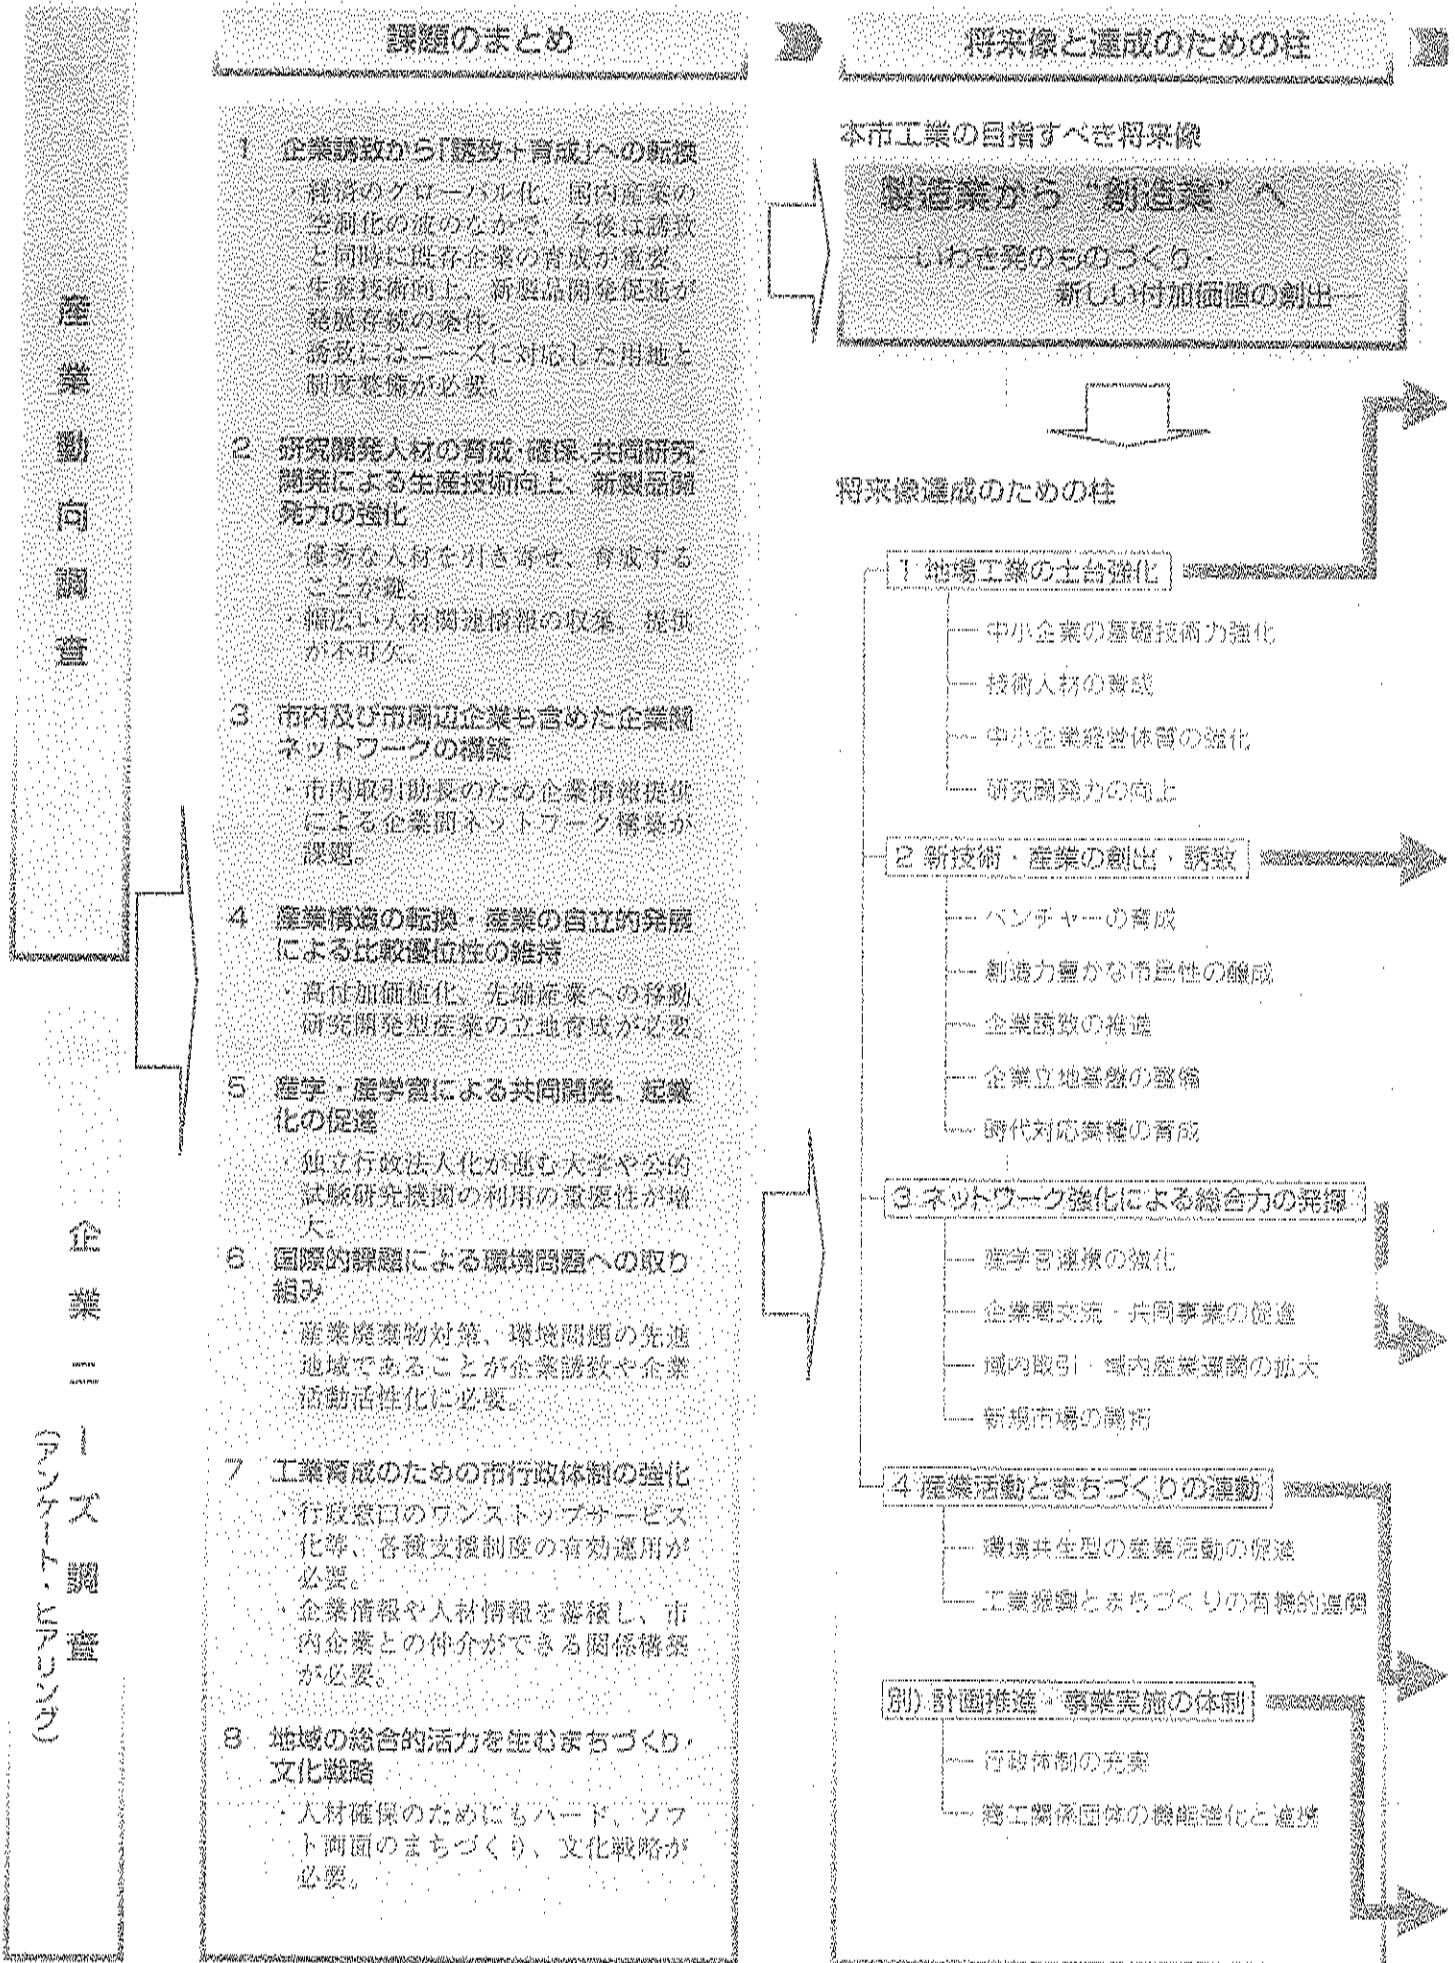 産業動向調査
企業ニーズ調査
(アンケート・ヒアリング)
課題のまとめ
1 企業誘致から「誘致+育成」への転換
・経済のグローバル化、国内産業の
空洞化の波のなかで、今後は誘致
と同時に既存企業の育成が重要。
・生産技術向上、新製品開発促進が
発展存続の条件。
・誘致にはニーズに対応した用地と
制度整備が必要。
2 研究開発人材の育成・確保、共同研究
開発による生産技術向上、新製品開
発力の強化
・優秀な人材を引き寄せ、育成する
ことが鍵。
・幅広い人材関連情報の収集、提供
が不可欠。
3 市内及び市周辺企業も含めた企業間
ネットワークの構築
・市内取引助長のため企業情報提供
による企業間ネットワーク構築が
課題。
4 産業構造の転換・産業の自立的発展
による比較優位性の維持
・高付加価値化、先端産業への移動、
研究開発型産業の立地育成が必要。
5 産学・産学官による共同開発、起業
化の促進
・独立行政法人化が進む大学や公的
試験研究機関の利用の重要性が増
大。
6 国際的課題による環境問題への取り
組み
・産業廃棄物対策、環境問題の先進
地域であることが企業誘致や企業
活動活性化に必要。
7 工業育成のための市行政体制の強化
・行政窓口のワンストップサービス
化等、各種支援制度の有効運用が
必要。
・企業情報や人材情報を蓄積し、市
内企業との仲介ができる関係構築
が必要。
8 地域の総合的活力を生むまちづくり・
文化戦略
・人材確保のためにもハード、ソフ
ト両面のまちづくり、文化戦略が
必要。
将来像と達成のための柱
本市工業の目指すべき将来像
製造業から“創造業”へ
―いわき発のものづくり・
新しい付加価値の創出―
将来像達成のための柱
1 地場工業の土台強化
中小企業の基礎技術力強化
技術人材の育成
中小企業経営体質の強化
研究開発力の向上
2 新技術・産業の創出・誘致
ベンチャーの育成
創造力豊かな市民性の醸成
企業誘致の推進
企業立地基盤の整備
時代対応業種の育成
3 ネットワーク強化による総合力の発揮
産学官連携の強化
企業間交流・共同事業の促進
域内取引・域内産業連関の拡大
新規市場の開拓
4 産業活動とまちづくりの連動
環境共生型の産業活動の促進
工業振興とまちづくりの有機的連関
別)計画推進・事業実施の体制
行政体制の充実
商工関係団体の機能強化と連携